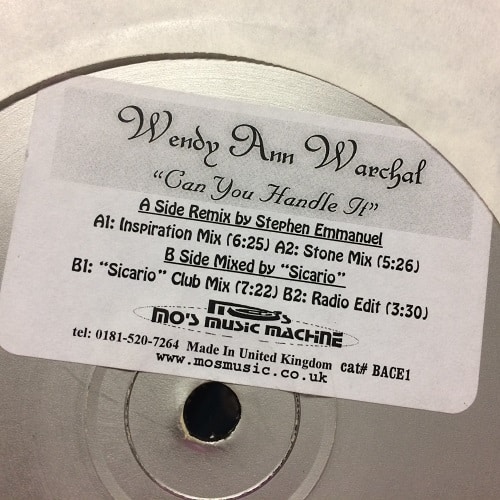 Wendy Ann Warchal
"Can You Handle It"
A Side Remix by Stephen Emmanuel
A1: Inspiration Mix (6:25) A2: Stone Mix (5:26)
B Side Mixed by "Sicario"
B1: "Sicario" Club Mix (7:22) B2: Radio Edit (3:30)
MO'S MUSIC MACHINE
tel: 0181-520-7264 Made In United Kingdom cat# BACE1
www.mosmusic.co.uk